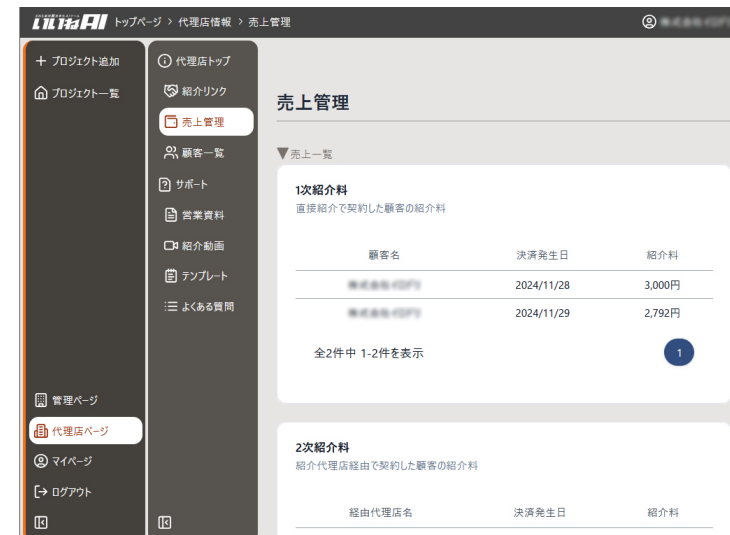 いいねAI
トップページ > 代理店情報 > 売上管理
プロジェクト追加
プロジェクト一覧
管理ページ
代理店ページ
マイページ
ログアウト
代理店トップ
紹介リンク
売上管理
顧客一覧
サポート
営業資料
紹介動画
テンプレート
よくある質問
売上管理
▼売上一覧
1次紹介料
直接紹介で契約した顧客の紹介料
顧客名 決済発生日 紹介料
2024/11/28 3,000円
2024/11/29 2,792円
全2件中 1-2件を表示
1
2次紹介料
紹介代理店経由で契約した顧客の紹介料
経由代理店名 決済発生日 紹介料